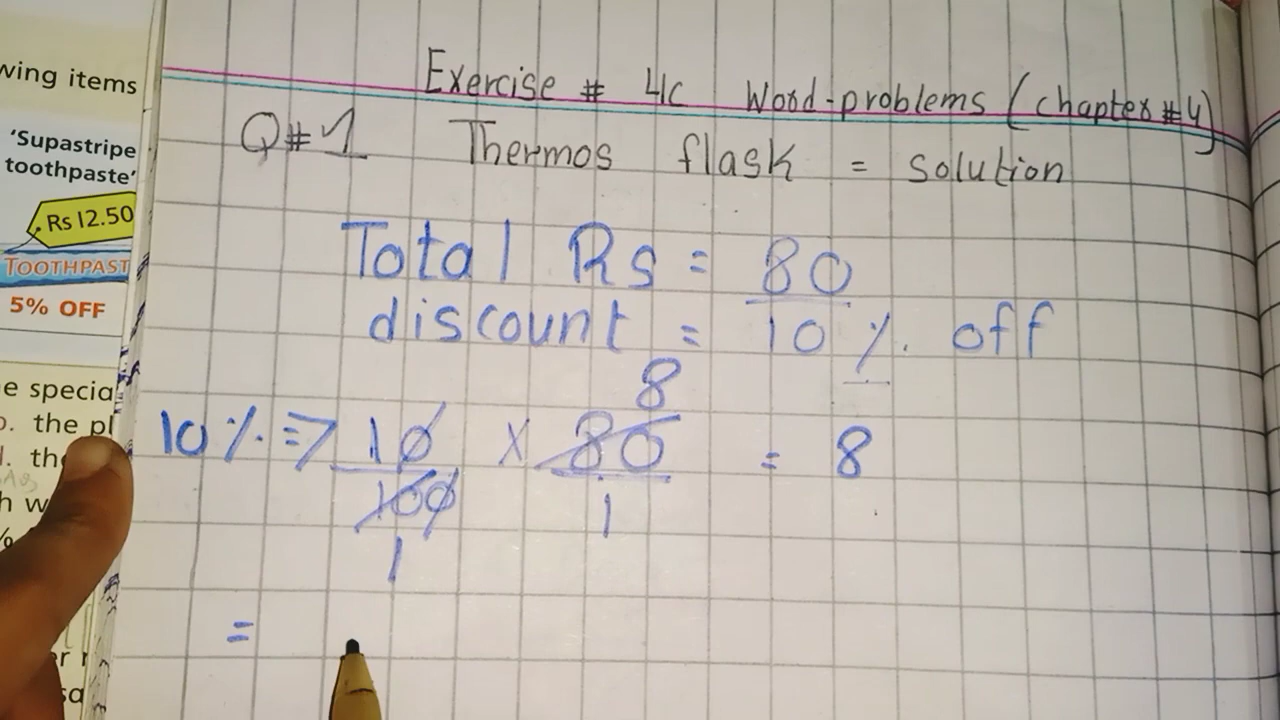 wing items
'Supastripe
toothpaste'
Rs 12.50
TOOTHPAST
5% OFF
e specia
. the pl
. th
h w
%
Exercise # 4c Word-problems (chapter #4)
Q#1 Thermos flask = solution
Total Rs = 80
discount = 10 %. off
8
10%. => 10 x 80 = 8
100 1
1
=